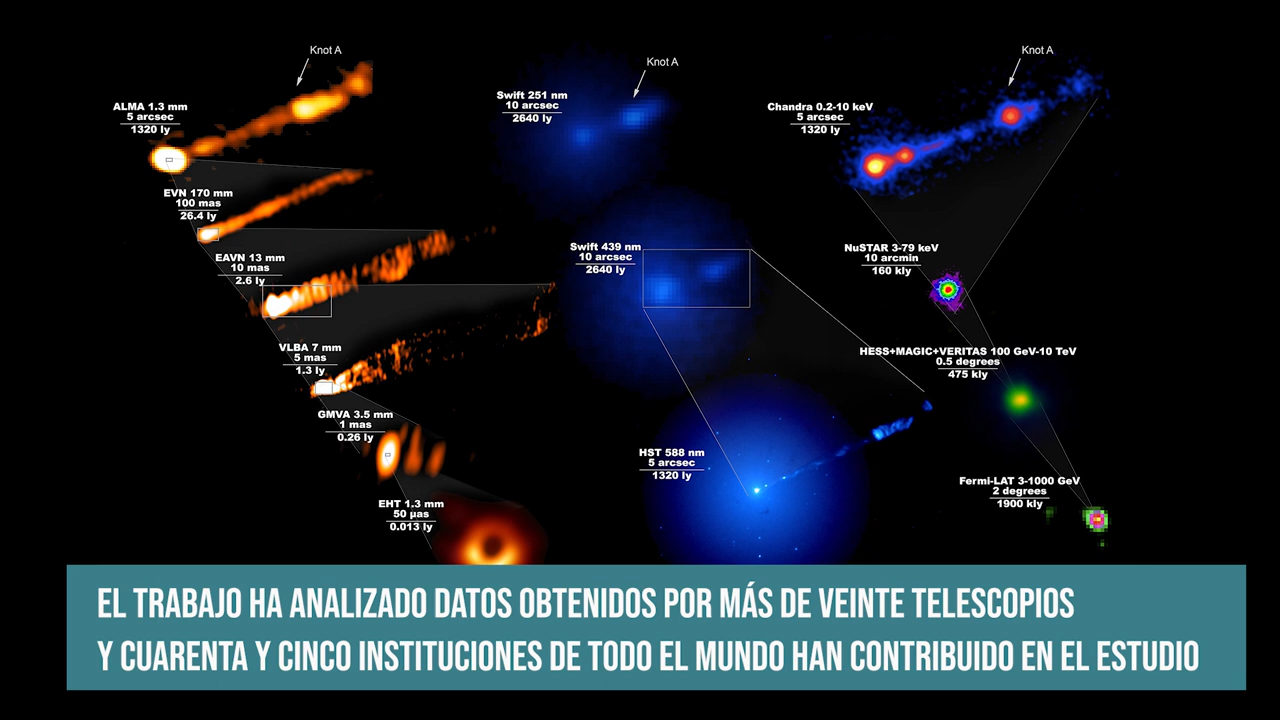 Knot A
ALMA 1.3 mm
5 arcsec
1320 ly
EVN 170 mm
100 mas
26.4 ly
EAVN 13 mm
10 mas
2.6 ly
VLBA 7 mm
5 mas
1.3 ly
GMVA 3.5 mm
1 mas
0.26 ly
EHT 1.3 mm
50 µas
0.013 ly
Knot A
Swift 251 nm
10 arcsec
2640 ly
Swift 439 nm
10 arcsec
2640 ly
HST 588 nm
5 arcsec
1320 ly
Knot A
Chandra 0.2-10 keV
5 arcsec
1320 ly
NuSTAR 3-79 keV
10 arcmin
160 kly
HESS+MAGIC+VERITAS 100 GeV-10 TeV
0.5 degrees
475 kly
Fermi-LAT 3-1000 GeV
2 degrees
1900 kly
EL TRABAJO HA ANALIZADO DATOS OBTENIDOS POR MÁS DE VEINTE TELESCOPIOS
Y CUARENTA Y CINCO INSTITUCIONES DE TODO EL MUNDO HAN CONTRIBUIDO EN EL ESTUDIO